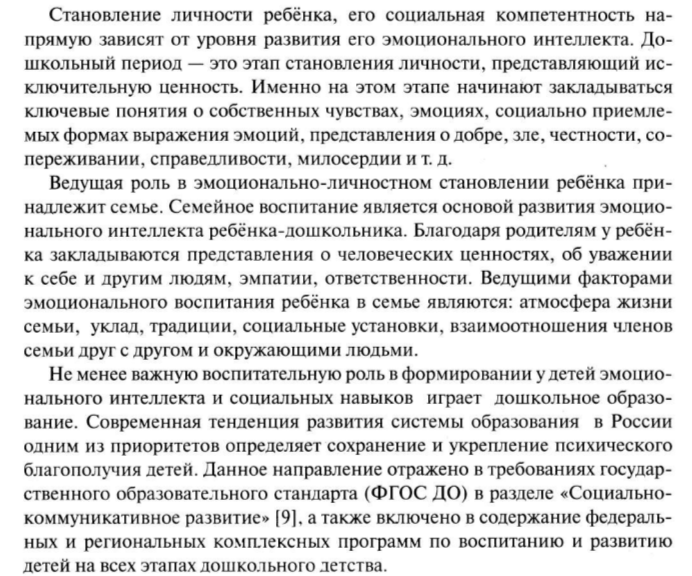 Становление личности ребёнка, его социальная компетентность на-
прямую зависят от уровня развития его эмоционального интеллекта. До-
школьный период — это этап становления личности, представляющий ис-
ключительную ценность. Именно на этом этапе начинают закладываться
ключевые понятия о собственных чувствах, эмоциях, социально приемле-
мых формах выражения эмоций, представления о добре, зле, честности, со-
переживании, справедливости, милосердии и т. д.
Ведущая роль в эмоционально-личностном становлении ребёнка при-
надлежит семье. Семейное воспитание является основой развития эмоцио-
нального интеллекта ребёнка-дошкольника. Благодаря родителям у ребён-
ка закладываются представления о человеческих ценностях, об уважении
к себе и другим людям, эмпатии, ответственности. Ведущими факторами
эмоционального воспитания ребёнка в семье являются: атмосфера жизни
семьи, уклад, традиции, социальные установки, взаимоотношения членов
семьи друг с другом и окружающими людьми.
Не менее важную воспитательную роль в формировании у детей эмоцио-
нального интеллекта и социальных навыков играет дошкольное образо-
вание. Современная тенденция развития системы образования в России
одним из приоритетов определяет сохранение и укрепление психического
благополучия детей. Данное направление отражено в требованиях государ-
ственного образовательного стандарта (ФГОС ДО) в разделе «Социально-
коммуникативное развитие» [9], а также включено в содержание федераль-
ных и региональных комплексных программ по воспитанию и развитию
детей на всех этапах дошкольного детства.